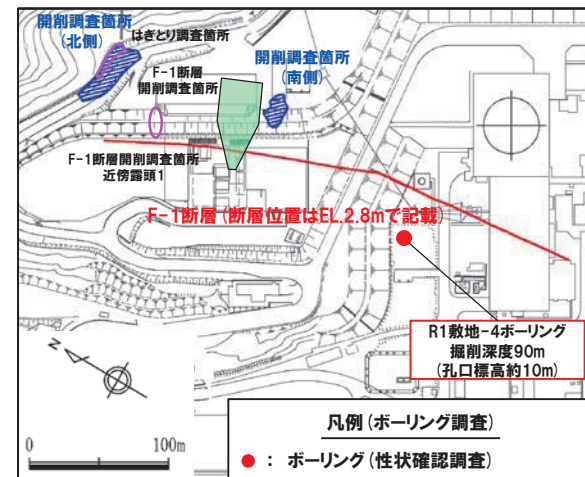 開削調査箇所
(北側)
はぎとり調査箇所
F-1断層
開削調査箇所
開削調査箇所
(南側)
F-1断層開削調査箇所
近傍露頭1
F-1断層(断層位置はEL.2.8mで記載)
R1敷地-4ボーリング
掘削深度90m
(孔口標高約10m)
N
0 100m
凡例(ボーリング調査)
● : ボーリング(性状確認調査)